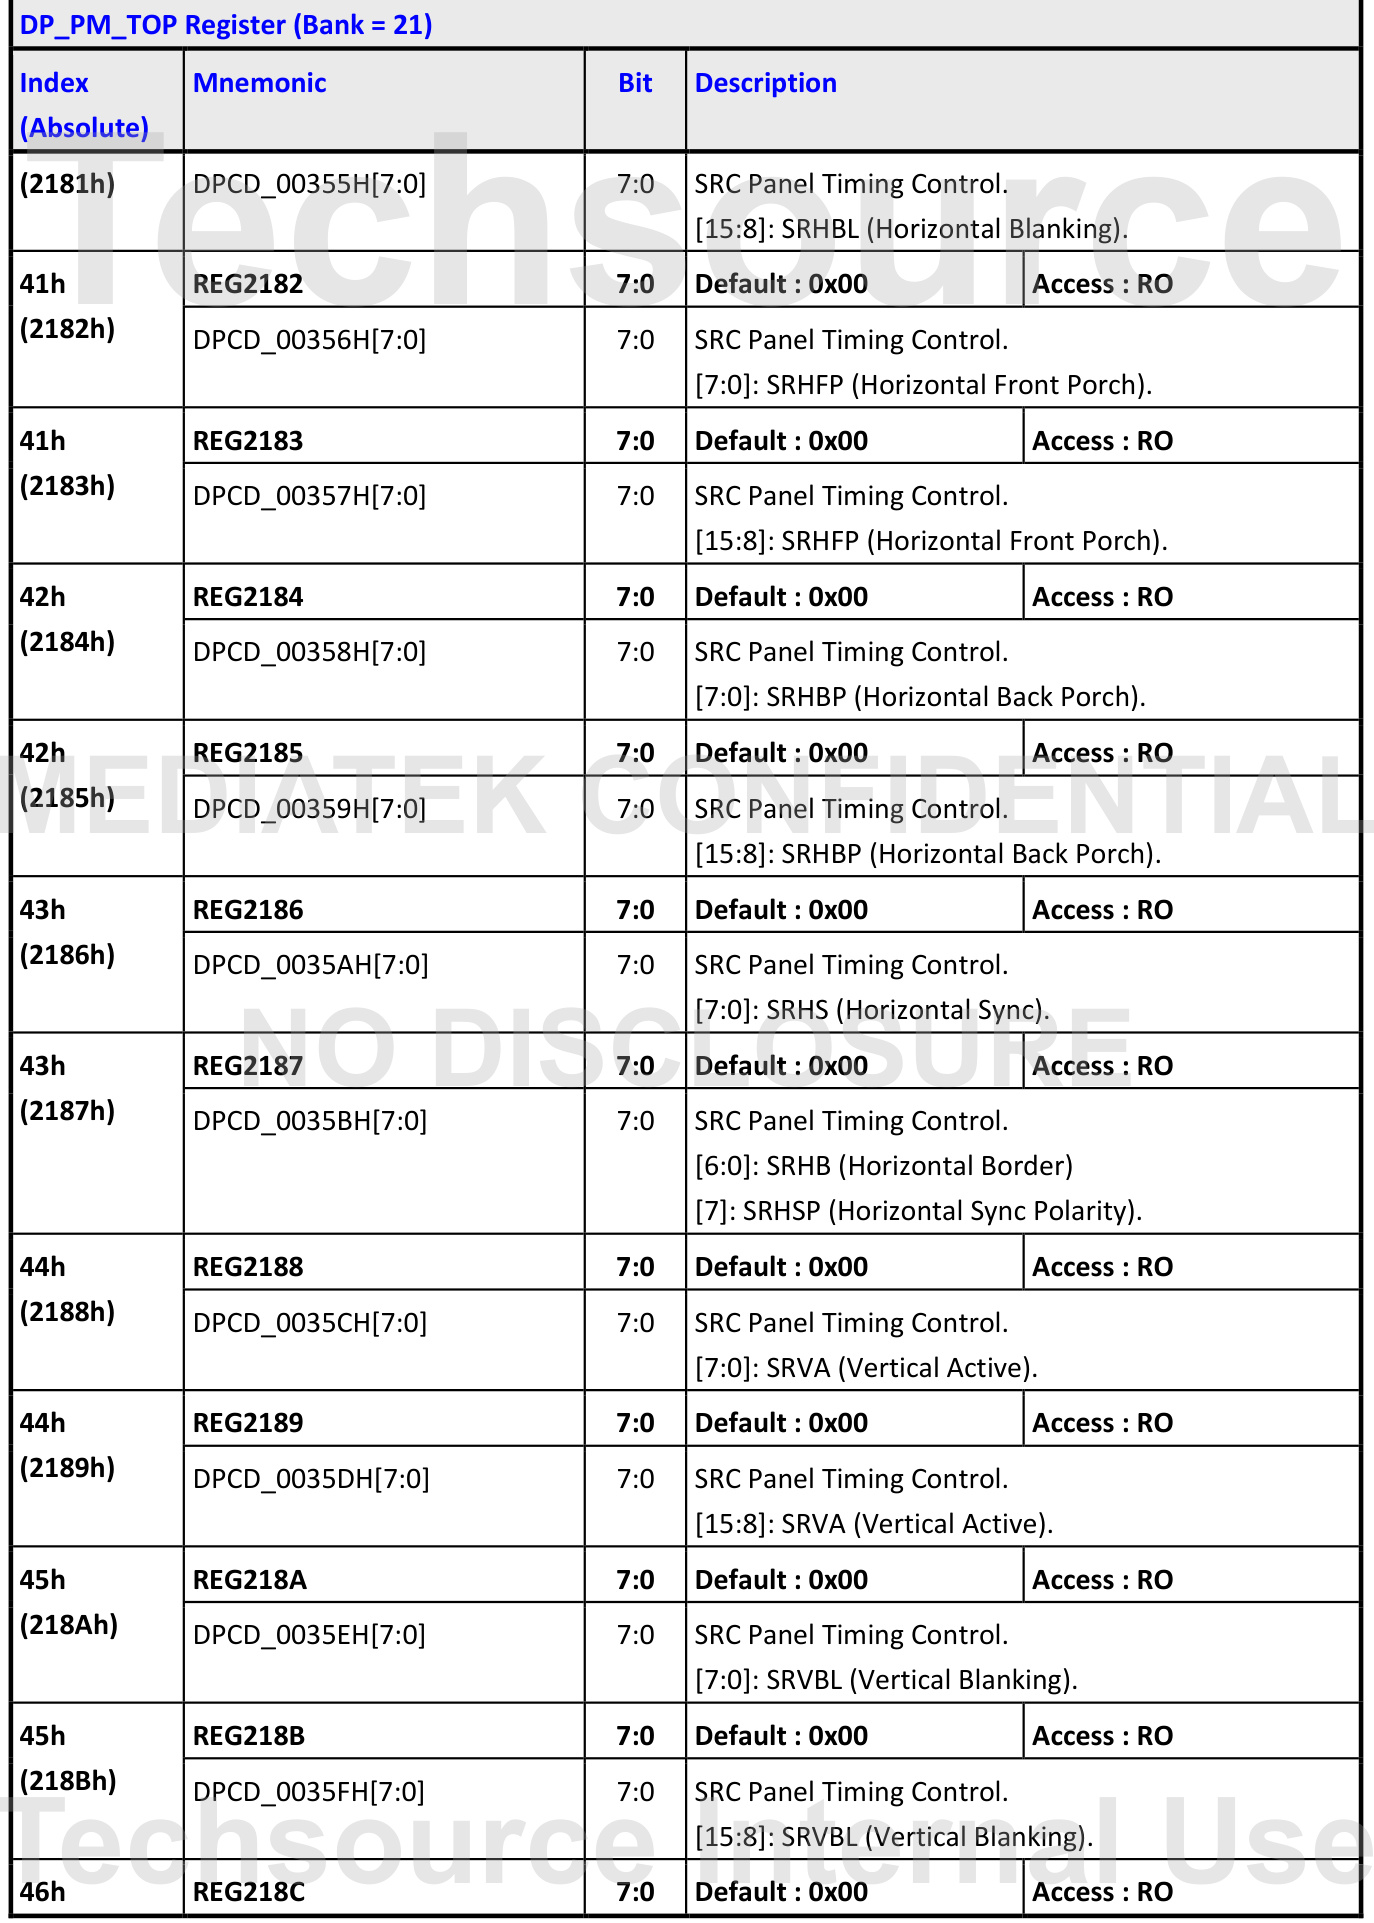 DP_PM_TOP Register (Bank = 21)
Index (Absolute) Mnemonic Bit Description
(2181h) DPCD_00355H[7:0] 7:0 SRC Panel Timing Control.
[15:8]: SRHBL (Horizontal Blanking).
Techsource
41h REG2182 7:0 Default : 0x00 Access : RO
(2182h) DPCD_00356H[7:0] 7:0 SRC Panel Timing Control.
[7:0]: SRHFP (Horizontal Front Porch).
41h REG2183 7:0 Default : 0x00 Access : RO
(2183h) DPCD_00357H[7:0] 7:0 SRC Panel Timing Control.
[15:8]: SRHFP (Horizontal Front Porch).
42h REG2184 7:0 Default : 0x00 Access : RO
(2184h) DPCD_00358H[7:0] 7:0 SRC Panel Timing Control.
[7:0]: SRHBP (Horizontal Back Porch).
42h REG2185 7:0 Default : 0x00 Access : RO
MEDIATEK CONFIDENTIAL
(2185h) DPCD_00359H[7:0] 7:0 SRC Panel Timing Control.
[15:8]: SRHBP (Horizontal Back Porch).
43h REG2186 7:0 Default : 0x00 Access : RO
(2186h) DPCD_0035AH[7:0] 7:0 SRC Panel Timing Control.
[7:0]: SRHS (Horizontal Sync).
NO DISCLOSURE
43h REG2187 7:0 Default : 0x00 Access : RO
(2187h) DPCD_0035BH[7:0] 7:0 SRC Panel Timing Control.
[6:0]: SRHB (Horizontal Border)
[7]: SRHSP (Horizontal Sync Polarity).
44h REG2188 7:0 Default : 0x00 Access : RO
(2188h) DPCD_0035CH[7:0] 7:0 SRC Panel Timing Control.
[7:0]: SRVA (Vertical Active).
44h REG2189 7:0 Default : 0x00 Access : RO
(2189h) DPCD_0035DH[7:0] 7:0 SRC Panel Timing Control.
[15:8]: SRVA (Vertical Active).
45h REG218A 7:0 Default : 0x00 Access : RO
(218Ah) DPCD_0035EH[7:0] 7:0 SRC Panel Timing Control.
[7:0]: SRVBL (Vertical Blanking).
45h REG218B 7:0 Default : 0x00 Access : RO
(218Bh) DPCD_0035FH[7:0] 7:0 SRC Panel Timing Control.
[15:8]: SRVBL (Vertical Blanking).
Techsource Internal Use
46h REG218C 7:0 Default : 0x00 Access : RO